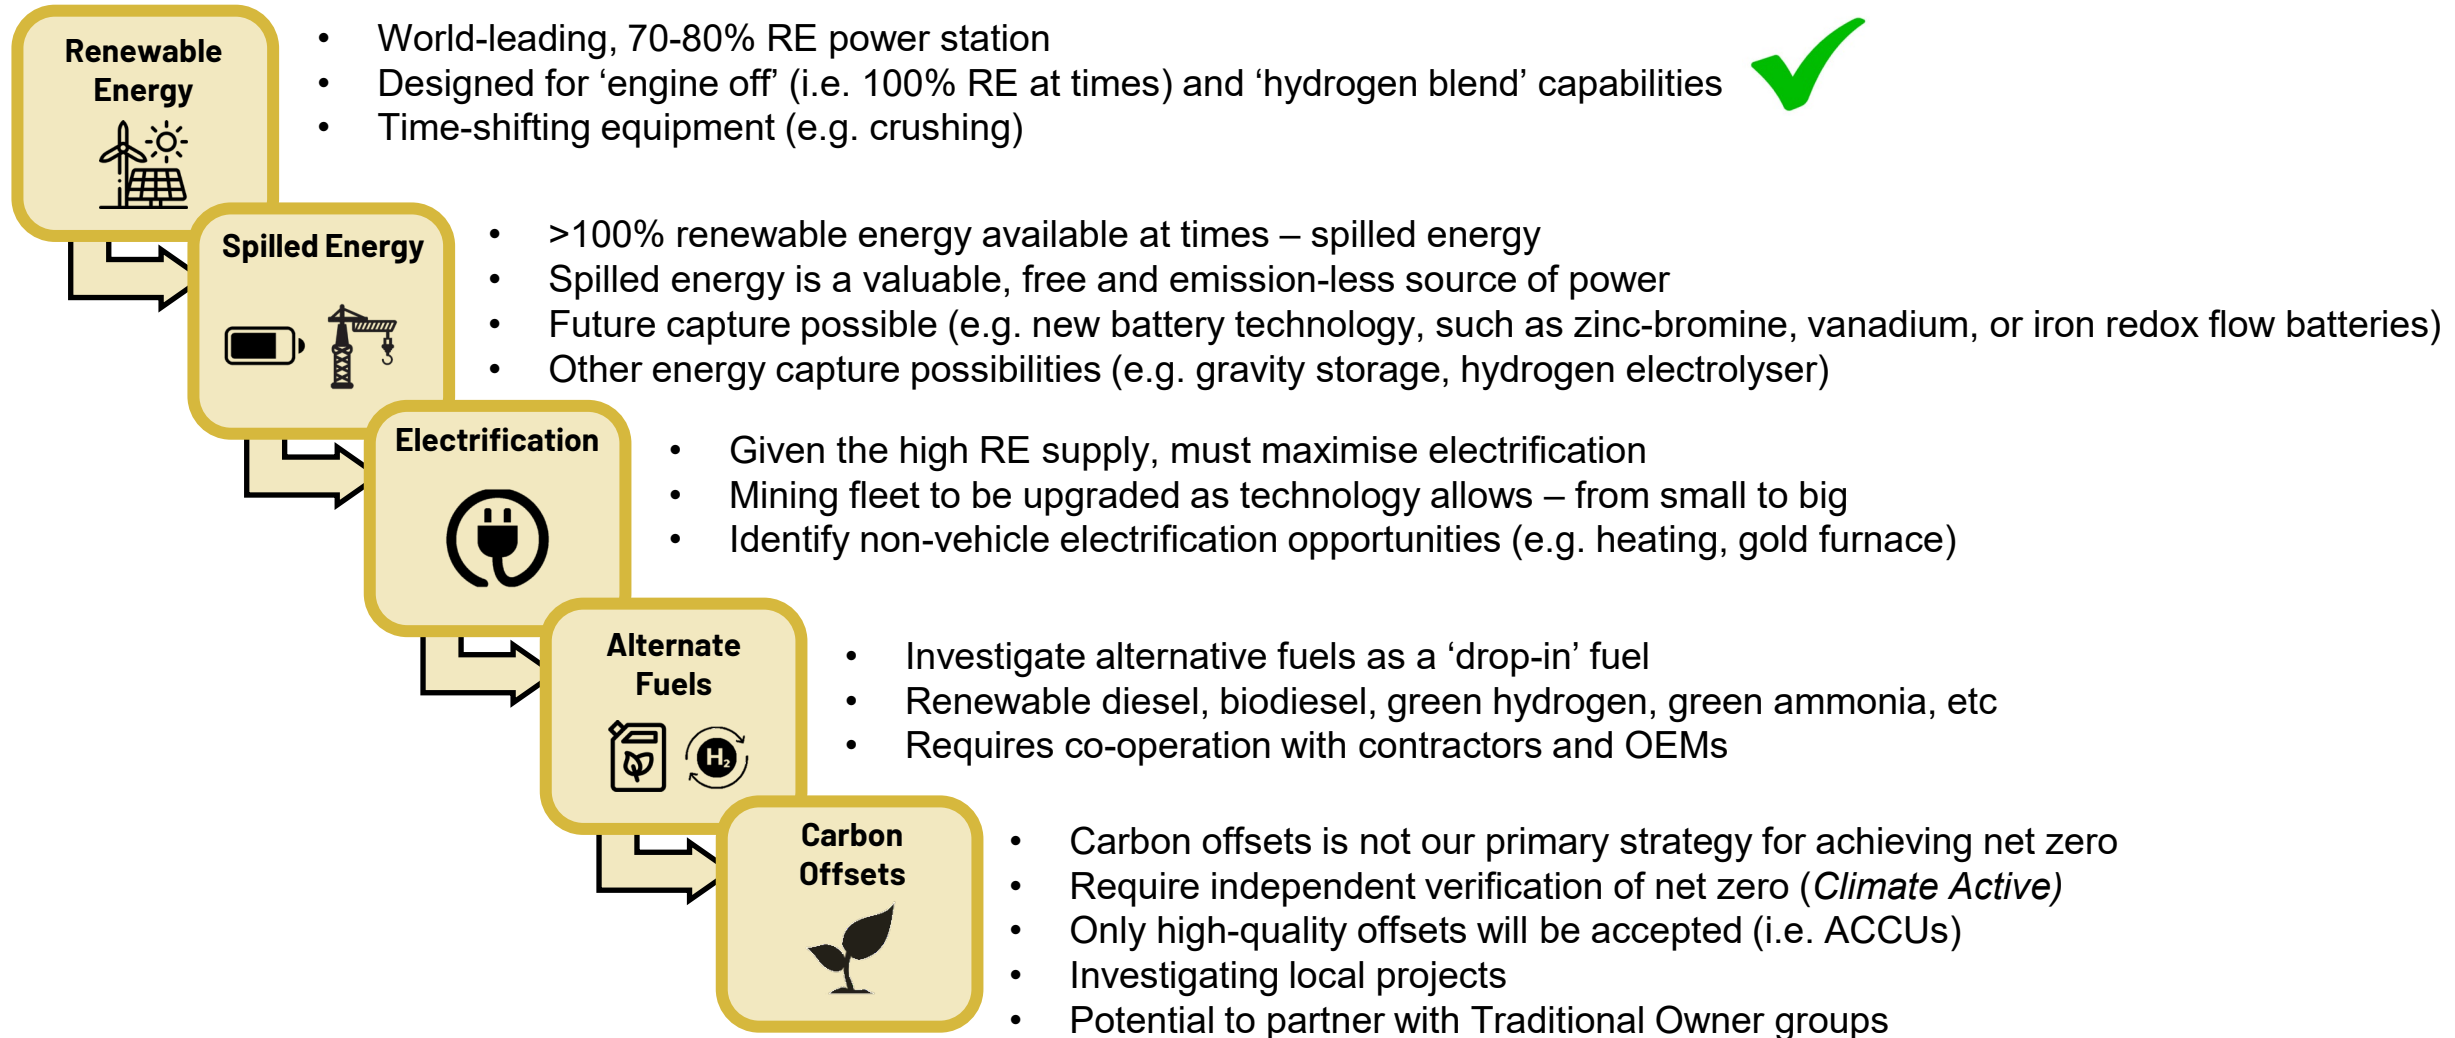 Renewable
Energy
• World-leading, 70-80% RE power station
• Designed for ‘engine off’ (i.e. 100% RE at times) and ‘hydrogen blend’ capabilities
• Time-shifting equipment (e.g. crushing)
Spilled Energy
• >100% renewable energy available at times – spilled energy
• Spilled energy is a valuable, free and emission-less source of power
• Future capture possible (e.g. new battery technology, such as zinc-bromine, vanadium, or iron redox flow batteries)
• Other energy capture possibilities (e.g. gravity storage, hydrogen electrolyser)
Electrification
• Given the high RE supply, must maximise electrification
• Mining fleet to be upgraded as technology allows – from small to big
• Identify non-vehicle electrification opportunities (e.g. heating, gold furnace)
Alternate
Fuels
H₂
• Investigate alternative fuels as a ‘drop-in’ fuel
• Renewable diesel, biodiesel, green hydrogen, green ammonia, etc
• Requires co-operation with contractors and OEMs
Carbon
Offsets
• Carbon offsets is not our primary strategy for achieving net zero
• Require independent verification of net zero (Climate Active)
• Only high-quality offsets will be accepted (i.e. ACCUs)
• Investigating local projects
• Potential to partner with Traditional Owner groups